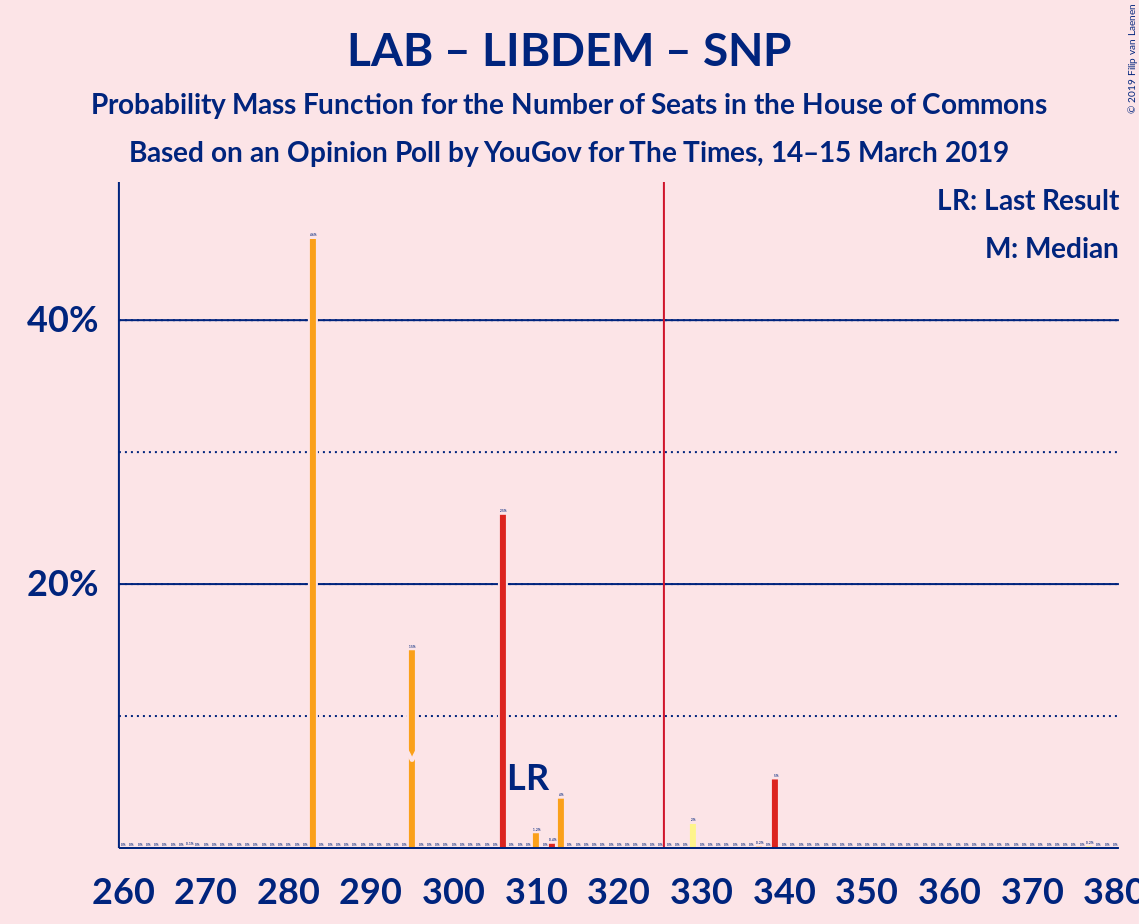 LAB – LIBDEM – SNP
Probability Mass Function for the Number of Seats in the House of Commons
Based on an Opinion Poll by YouGov for The Times, 14–15 March 2019
© 2019 Filip van Laenen
LR: Last Result
M: Median
40%
20%
LR
260 270 280 290 300 310 320 330 340 350 360 370 380